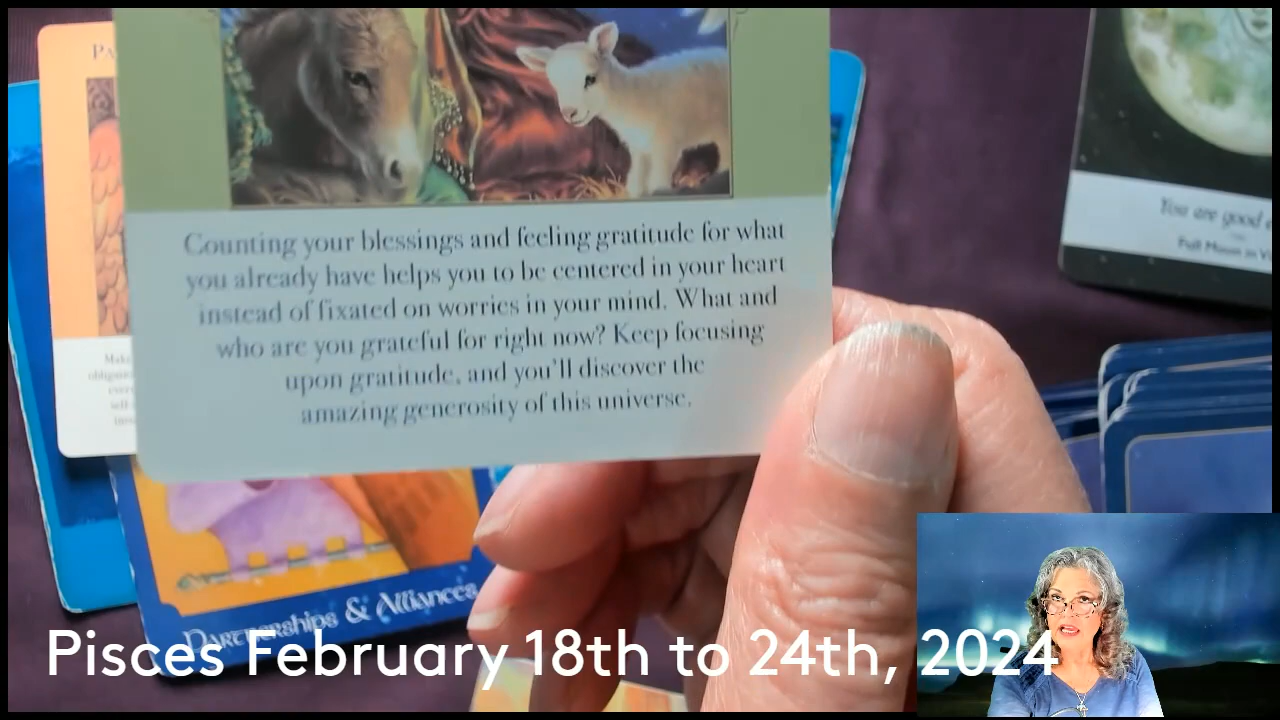 Pa
You are good e
Full Moon in Vi
Counting your blessings and feeling gratitude for what
you already have helps you to be centered in your heart
instead of fixated on worries in your mind. What and
who are you grateful for right now? Keep focusing
upon gratitude, and you'll discover the
amazing generosity of this universe.
Make
Partnerships & Alliances
Pisces February 18th to 24th, 2024